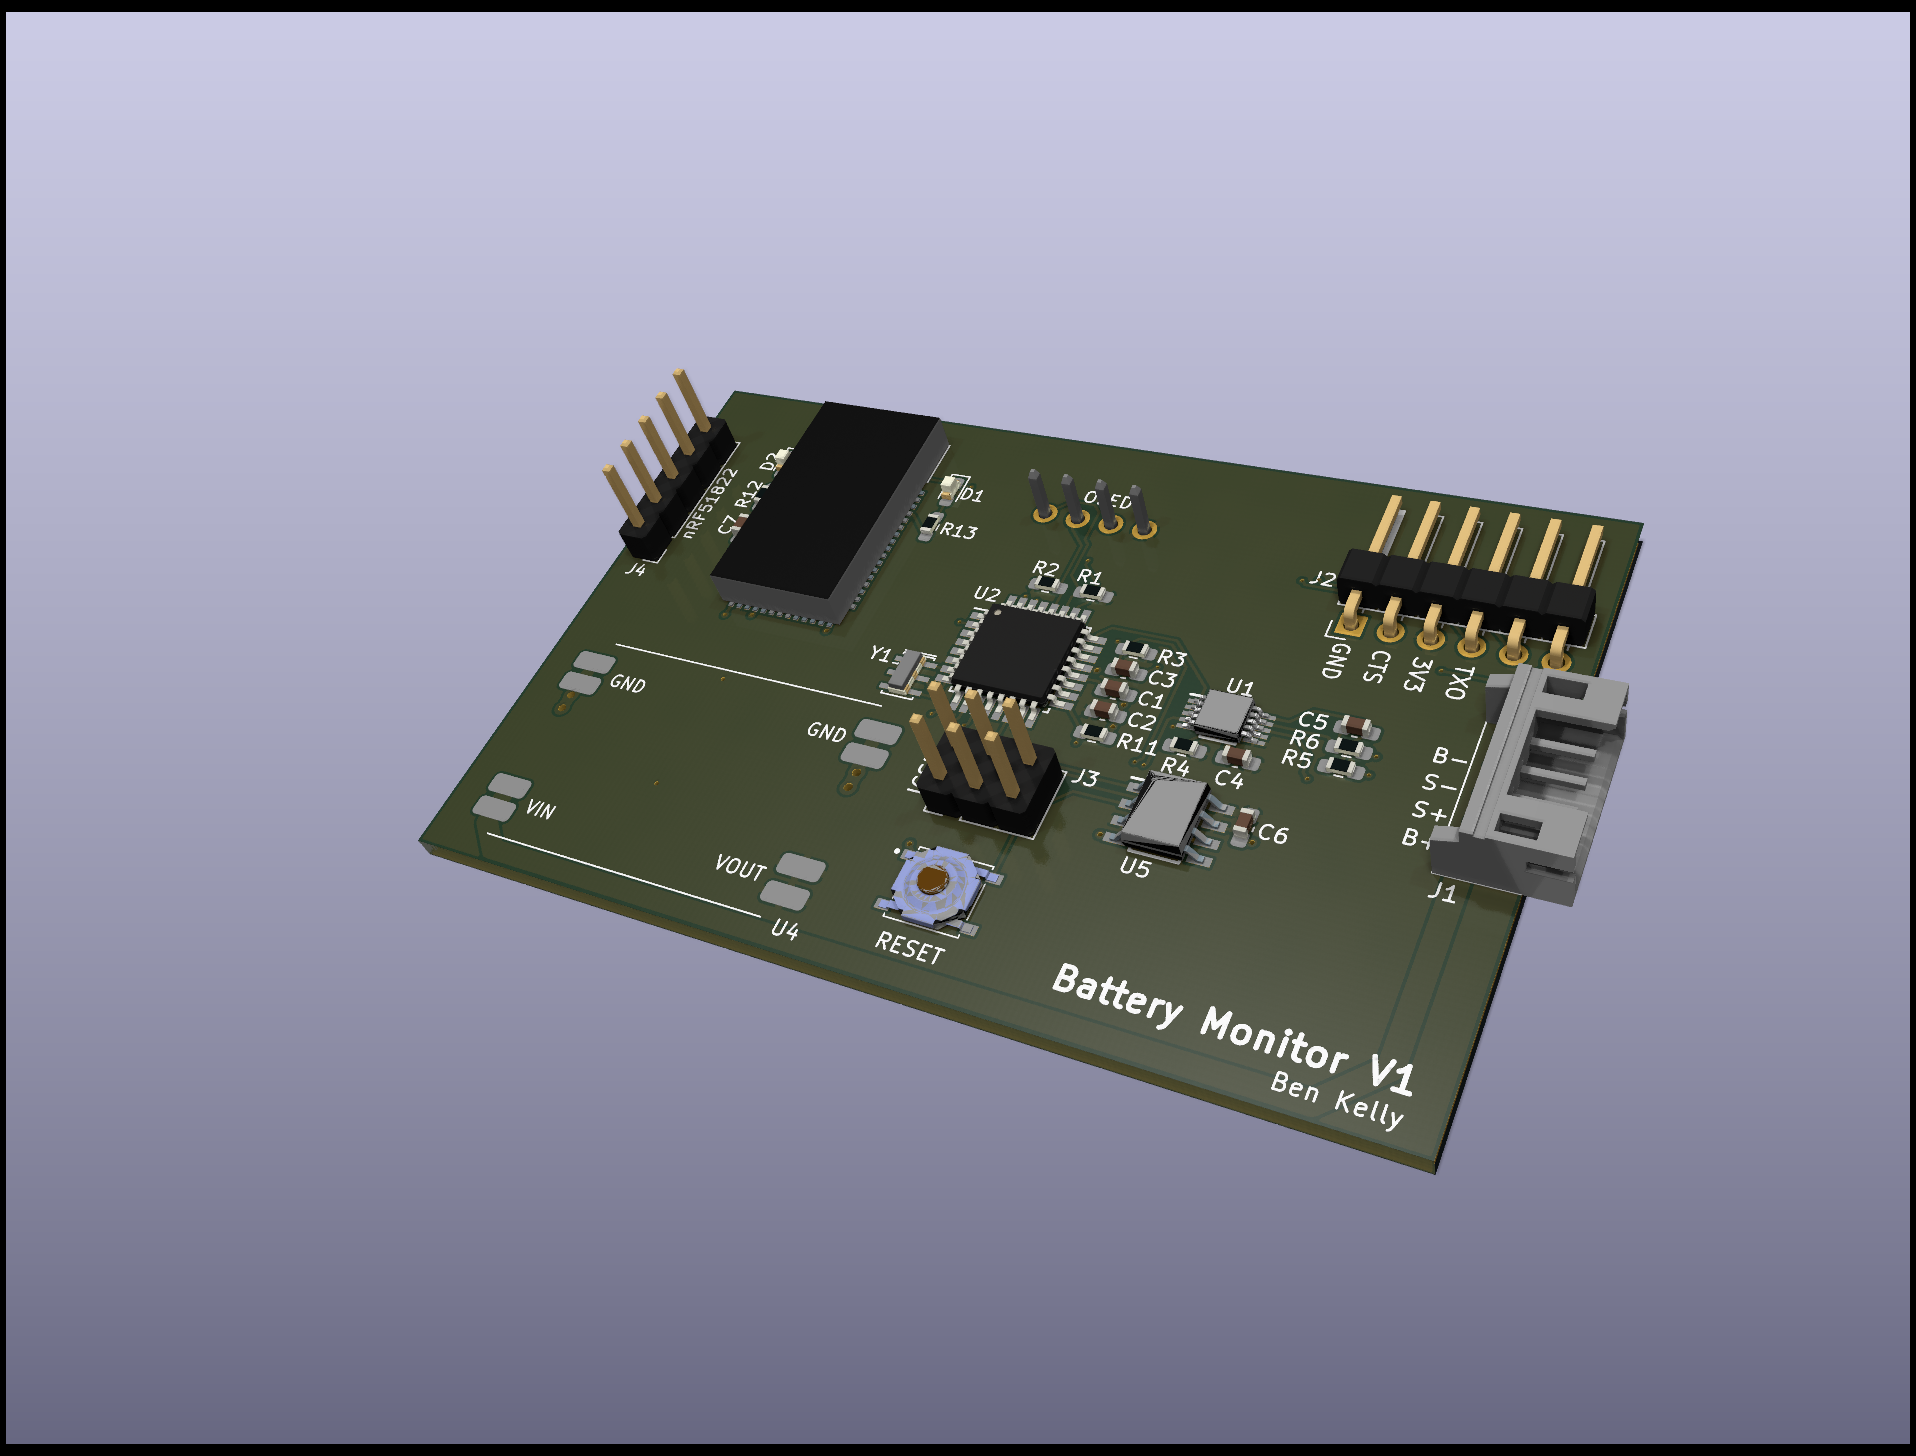 D2
R12
C7
nRF51822
J4
D1
R13
R2
R1
U2
J2
GND
CTS
3V3
TXO
Y1
R3
C3
C1
C2
R11
U1
C5
R6
R5
R4
C4
GND
GND
J3
B-
S-
S+
J1
VIN
VOUT
U4
U5
C6
RESET
Battery Monitor V1
Ben Kelly